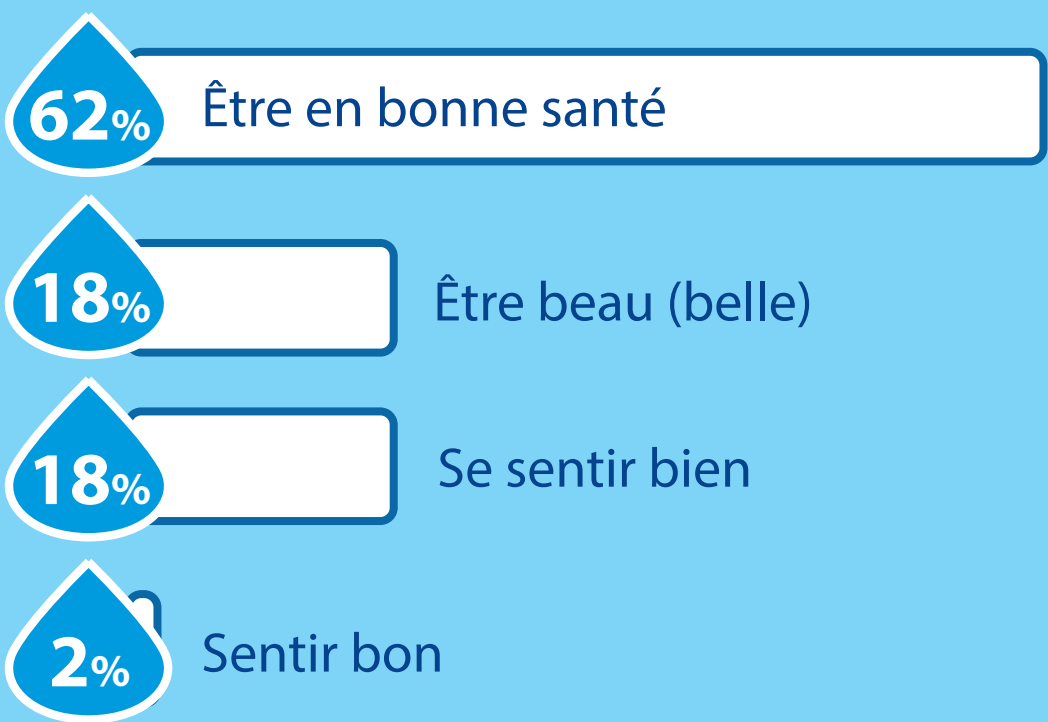 62% Être en bonne santé
18% Être beau (belle)
18% Se sentir bien
2% Sentir bon